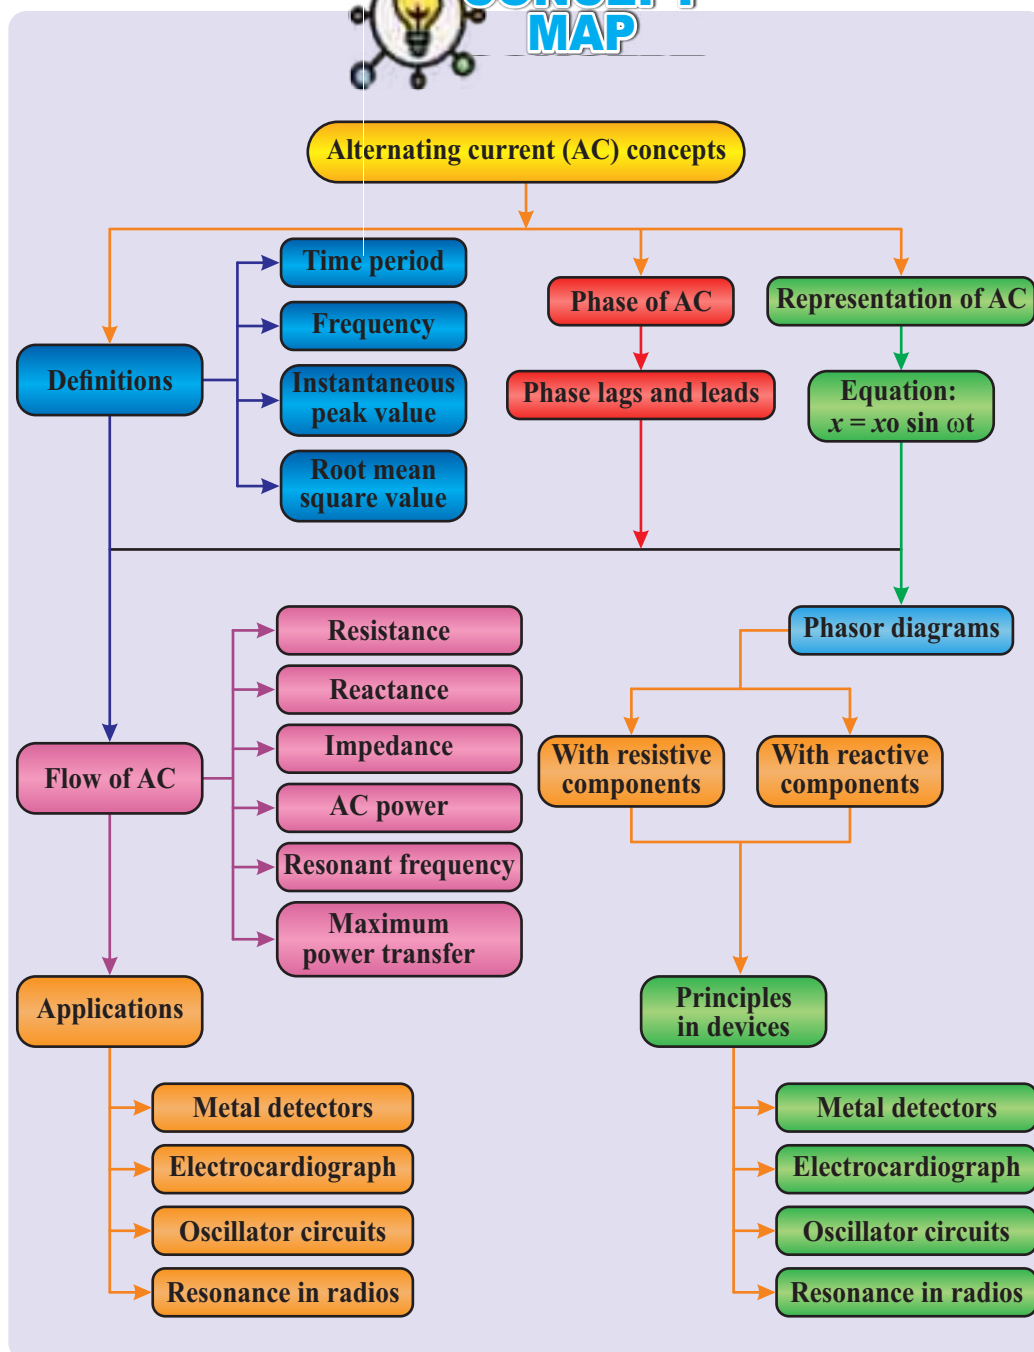 CONCEPT
MAP
Alternating current (AC) concepts
Time period
Frequency
Definitions
Instantaneous
peak value
Root mean
square value
Phase of AC
Phase lags and leads
Representation of AC
Equation:
x = xo sin ωt
Phasor diagrams
Resistance
Reactance
Impedance
Flow of AC
AC power
Resonant frequency
Maximum
power transfer
With resistive
components
With reactive
components
Applications
Metal detectors
Electrocardiograph
Oscillator circuits
Resonance in radios
Principles
in devices
Metal detectors
Electrocardiograph
Oscillator circuits
Resonance in radios